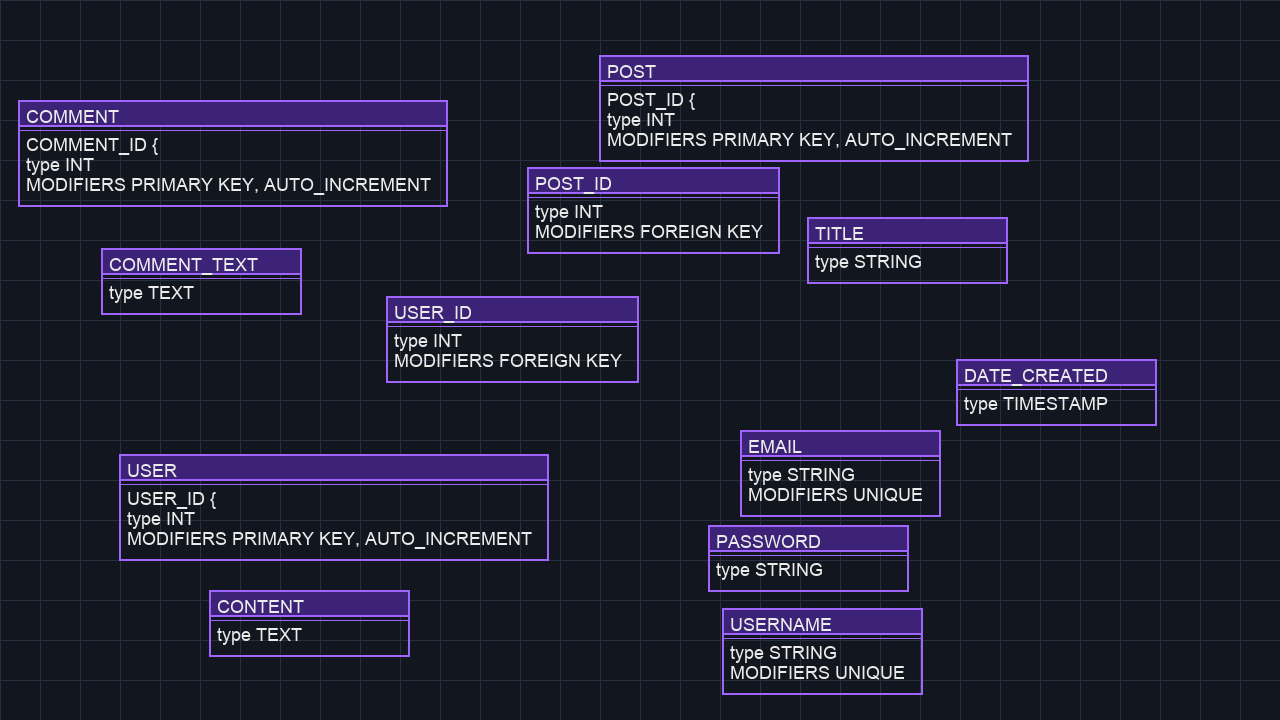 POST
POST_ID {
type INT
MODIFIERS PRIMARY KEY, AUTO_INCREMENT
COMMENT
COMMENT_ID {
type INT
MODIFIERS PRIMARY KEY, AUTO_INCREMENT
POST_ID
type INT
MODIFIERS FOREIGN KEY
TITLE
type STRING
COMMENT_TEXT
type TEXT
USER_ID
type INT
MODIFIERS FOREIGN KEY
DATE_CREATED
type TIMESTAMP
EMAIL
type STRING
MODIFIERS UNIQUE
USER
USER_ID {
type INT
MODIFIERS PRIMARY KEY, AUTO_INCREMENT
PASSWORD
type STRING
CONTENT
type TEXT
USERNAME
type STRING
MODIFIERS UNIQUE